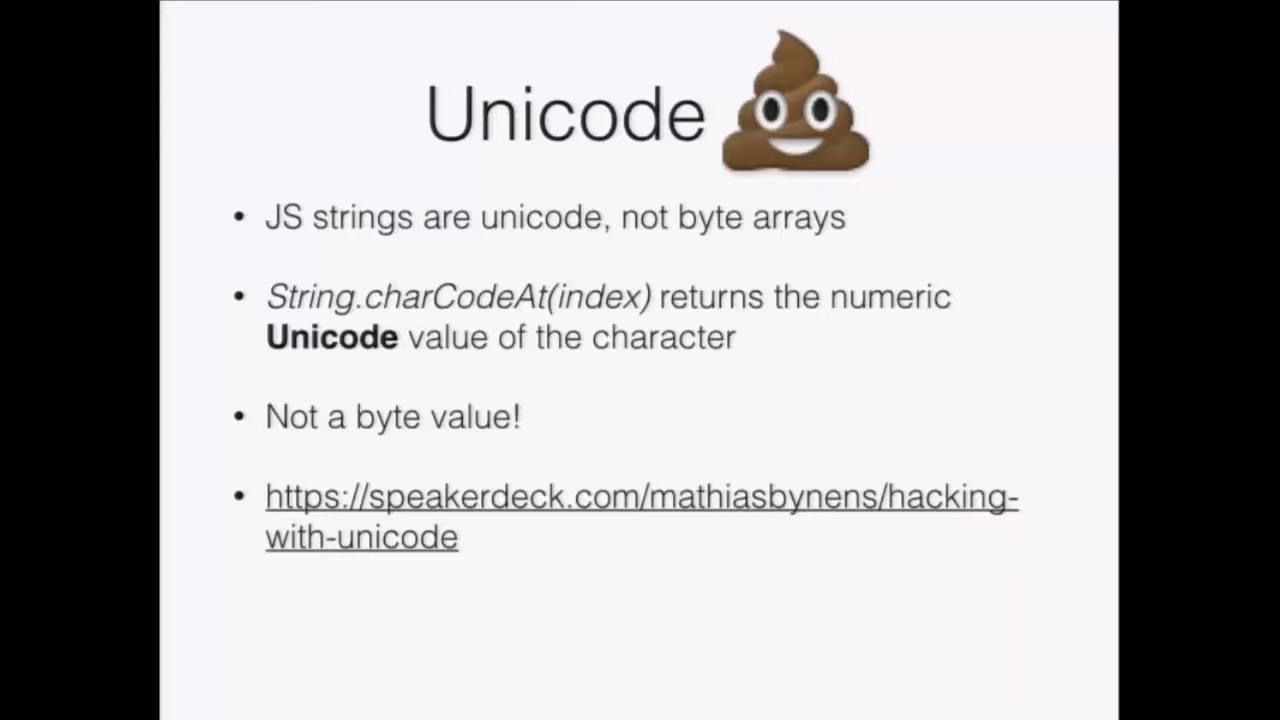 Unicode 💩
• JS strings are unicode, not byte arrays
• String.charCodeAt(index) returns the numeric
Unicode value of the character
• Not a byte value!
• https://speakerdeck.com/mathiasbynens/hacking-
with-unicode